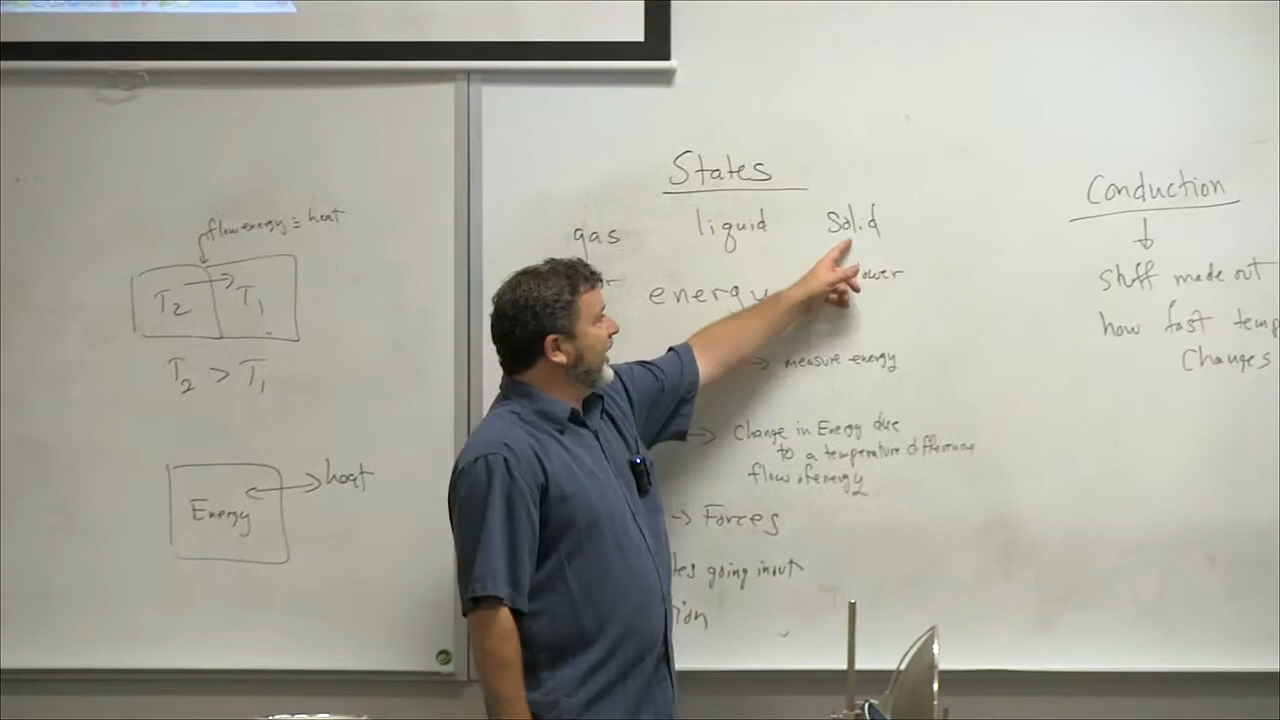 flow energy ≡ heat
T2 T1
T2 > T1
Energy heat
States
gas liquid Solid
energy
measure energy
Change in Energy due
to a temperature difference
flow of energy
Forces
going in out
Conduction
stuff made out
how fast temp
Changes